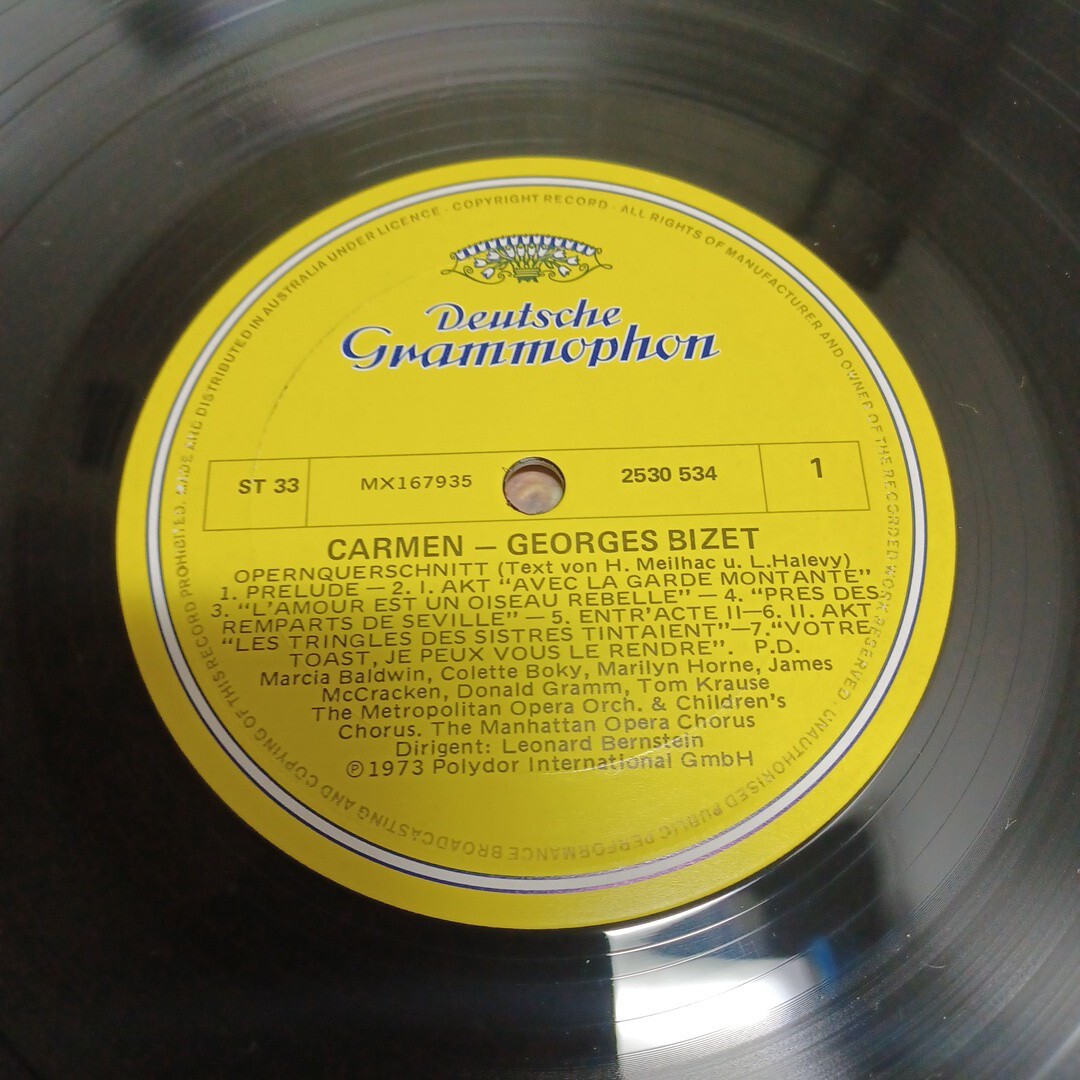 MADE AND DISTRIBUTED IN AUSTRALIA UNDER LICENCE · COPYRIGHT RECORD · ALL RIGHTS OF MANUFACTURER AND OWNER OF THE RECORDED WORK RESERVED · UNAUTHORISED PUBLIC PERFORMANCE BROADCASTING AND COPYING OF THIS RECORD PROHIBITED.
Deutsche
Grammophon
ST 33
MX167935
2530 534
1
CARMEN – GEORGES BIZET
OPERNQUERSCHNITT (Text von H. Meilhac u. L.Halevy)
1. PRELUDE – 2. I. AKT “AVEC LA GARDE MONTANTE”
3. “L'AMOUR EST UN OISEAU REBELLE” – 4. “PRES DES
REMPARTS DE SEVILLE” – 5. ENTR'ACTE II–6. II. AKT
“LES TRINGLES DES SISTRES TINTAIENT”–7.“VOTRE
TOAST, JE PEUX VOUS LE RENDRE”. P.D.
Marcia Baldwin, Colette Boky, Marilyn Horne, James
McCracken, Donald Gramm, Tom Krause
The Metropolitan Opera Orch. & Children's
Chorus. The Manhattan Opera Chorus
Dirigent: Leonard Bernstein
℗1973 Polydor International GmbH